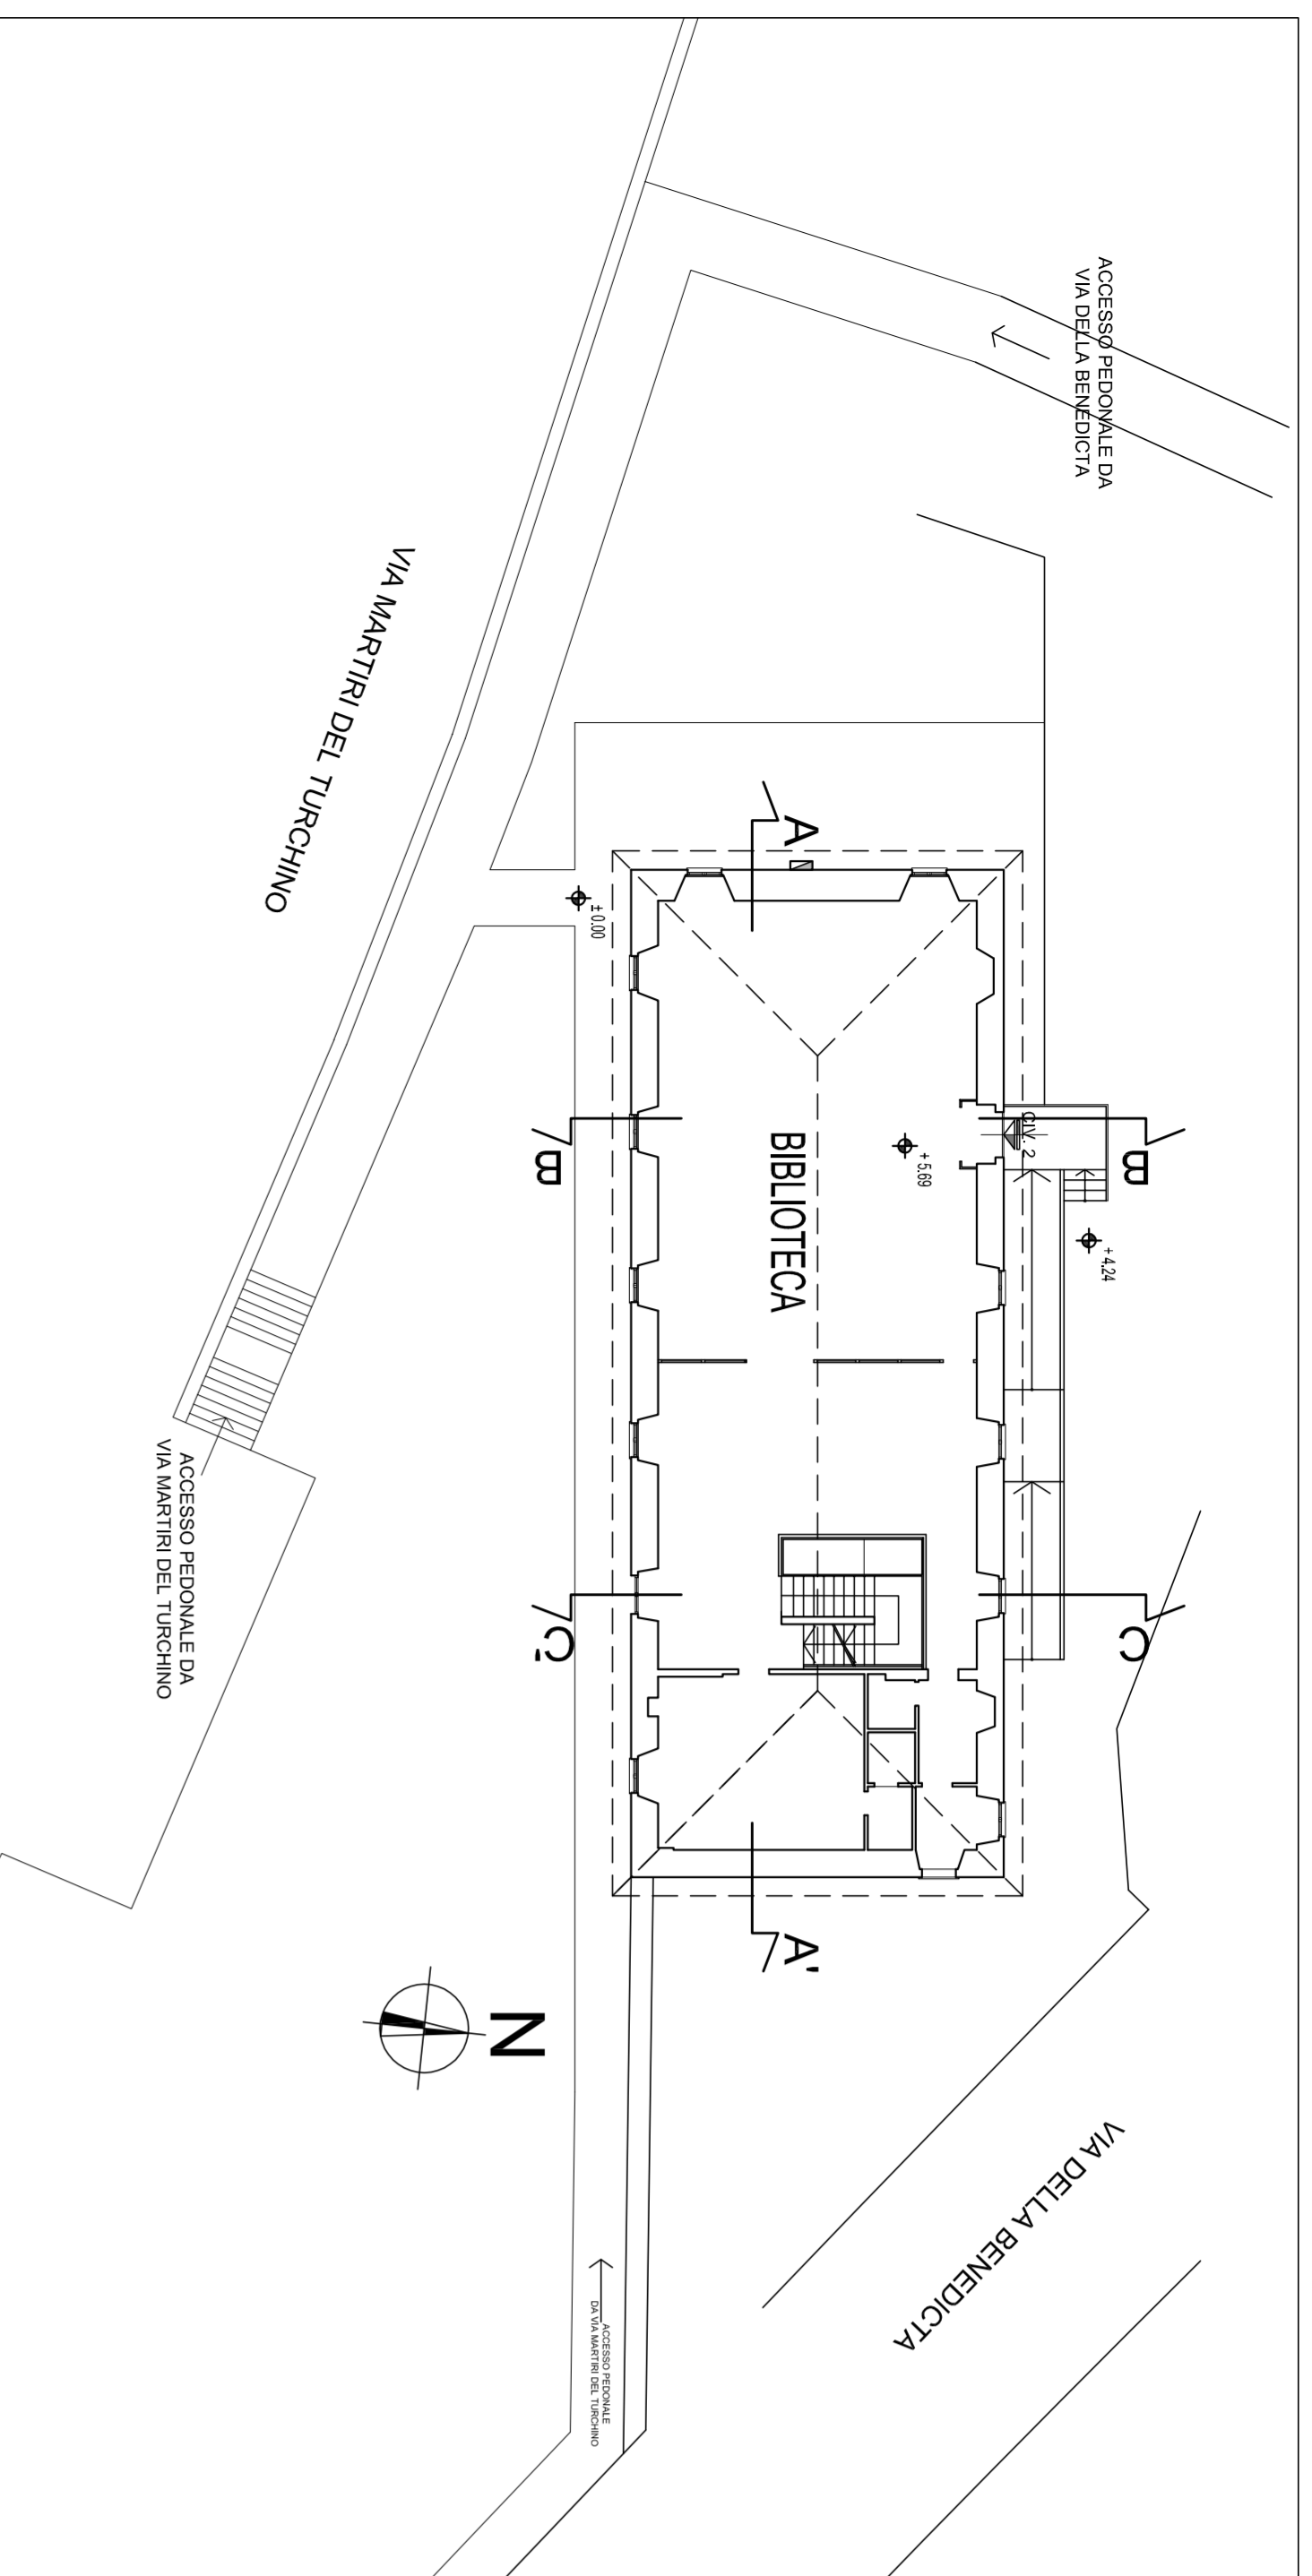 ACCESSO PEDONALE DA
VIA DELLA BENEDICTA
VIA MARTIRI DEL TURCHINO
A
± 0.00
CIV. 2
B
B
+ 5.69
BIBLIOTECA
+ 4.24
ACCESSO PEDONALE DA
VIA MARTIRI DEL TURCHINO
C
C'
A'
N
VIA DELLA BENEDICTA
ACCESSO PEDONALE
DA VIA MARTIRI DEL TURCHINO